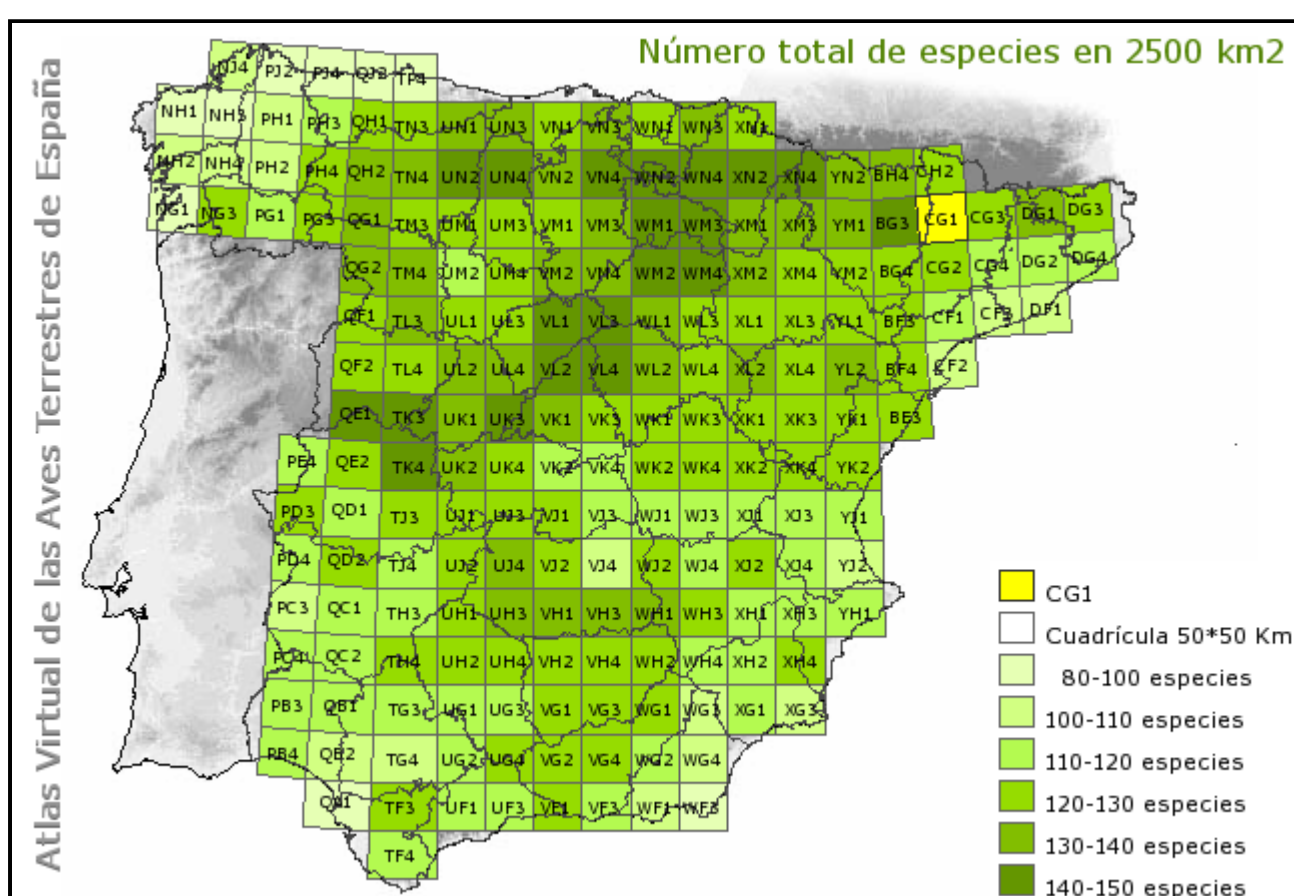 Número total de especies en 2500 km2
Atlas Virtual de las Aves Terrestres de España
NJ4 PJ2 PJ4 QJ2 TP4
NH1 NH3 PH1 PH3 QH1 TN3 UN1 UN3 VN1 VN3 WN1 WN3 XN1
NH2 NH4 PH2 PH4 QH2 TN4 UN2 UN4 VN2 VN4 WN2 WN4 XN2 XN4 YN2 BH4 CH2
NG1 NG3 PG1 PG3 QG1 TM3 UM1 UM3 VM1 VM3 WM1 WM3 XM1 XM3 YM1 BG3 CG1 CG3 DG1 DG3
QG2 TM4 UM2 UM4 VM2 VM4 WM2 WM4 XM2 XM4 YM2 BG4 CG2 CG4 DG2 DG4
QF1 TL3 UL1 UL3 VL1 VL3 WL1 WL3 XL1 XL3 YL1 BF3 CF1 CF3 DF1
QF2 TL4 UL2 UL4 VL2 VL4 WL2 WL4 XL2 XL4 YL2 BF4 CF2
QE1 TK3 UK1 UK3 VK1 VK3 WK1 WK3 XK1 XK3 YK1 BE3
PE4 QE2 TK4 UK2 UK4 VK2 VK4 WK2 WK4 XK2 XK4 YK2
PD3 QD1 TJ3 UJ1 UJ3 VJ1 VJ3 WJ1 WJ3 XJ1 XJ3 YJ1
PD4 QD2 TJ4 UJ2 UJ4 VJ2 VJ4 WJ2 WJ4 XJ2 XJ4 YJ2
PC3 QC1 TH3 UH1 UH3 VH1 VH3 WH1 WH3 XH1 XH3 YH1
PC4 QC2 TH4 UH2 UH4 VH2 VH4 WH2 WH4 XH2 XH4
PB3 QB1 TG3 UG1 UG3 VG1 VG3 WG1 WG3 XG1 XG3
PB4 QB2 TG4 UG2 UG4 VG2 VG4 WG2 WG4
QA1 TF3 UF1 UF3 VF1 VF3 WF1 WF3
TF4
CG1
Cuadrícula 50*50 Km
80-100 especies
100-110 especies
110-120 especies
120-130 especies
130-140 especies
140-150 especies